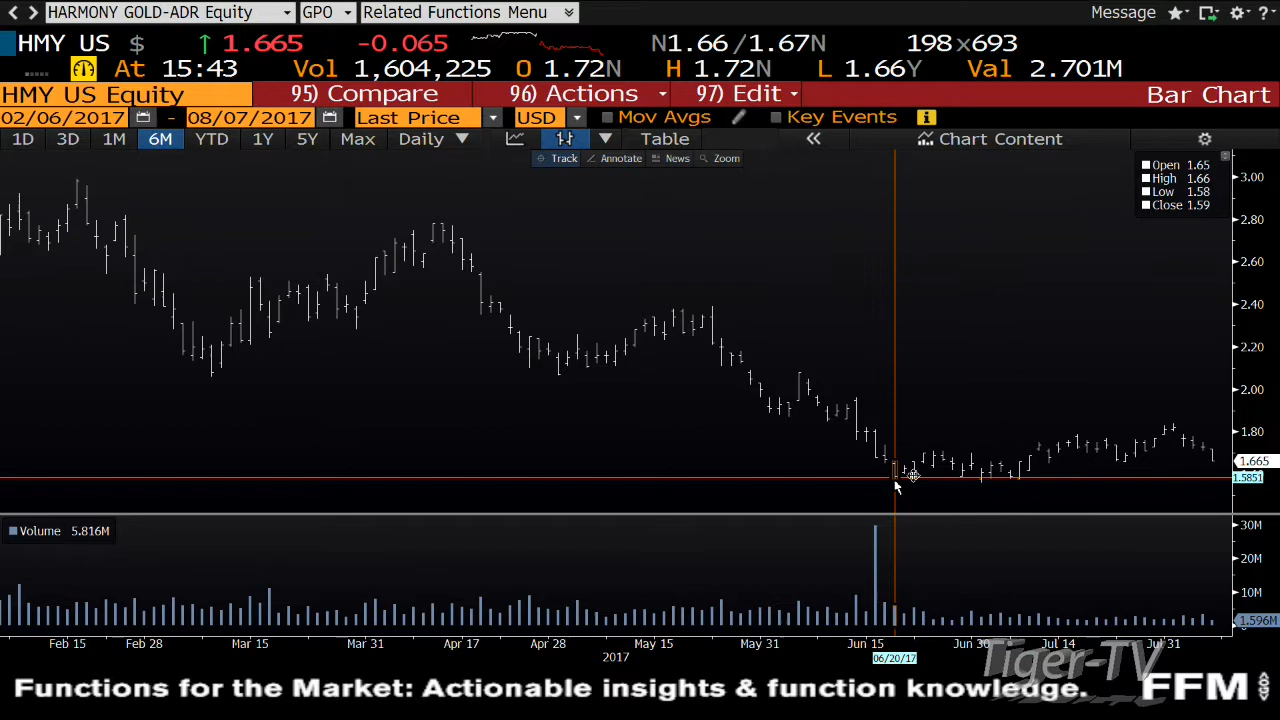 HARMONY GOLD-ADR Equity GPO Related Functions Menu Message ?
HMY US $ ↑ 1.665 -0.065 N1.66/1.67N 198x693
At 15:43 Vol 1,604,225 O 1.72N H 1.72N L 1.66Y Val 2.701M
HMY US Equity 95) Compare 96) Actions 97) Edit Bar Chart
02/06/2017 - 08/07/2017 Last Price USD Mov Avgs Key Events i
1D 3D 1M 6M YTD 1Y 5Y Max Daily Table « Chart Content
Track Annotate News Zoom
Open 1.65
High 1.66
Low 1.58
Close 1.59
3.00
2.80
2.60
2.40
2.20
2.00
1.80
1.665
1.5851
Volume 5.816M
30M
20M
10M
0
1.596M
Feb 15 Feb 28 Mar 15 Mar 31 Apr 17 Apr 28 May 15 May 31 Jun 15 Jun 30 Jul 14 Jul 31
2017
06/20/17
Tiger-TV
Functions for the Market: Actionable insights & function knowledge. FFM